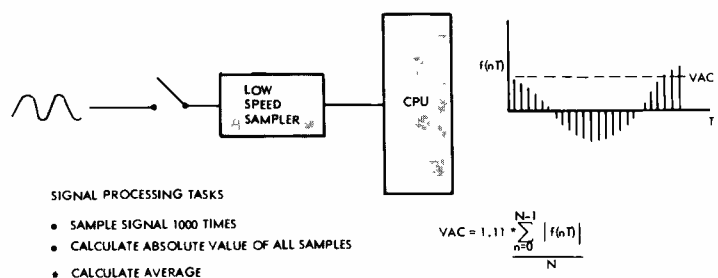 LOW
SPEED
SAMPLER
CPU
f(nT)
VAC
T
SIGNAL PROCESSING TASKS
• SAMPLE SIGNAL 1000 TIMES
• CALCULATE ABSOLUTE VALUE OF ALL SAMPLES
• CALCULATE AVERAGE
VAC = 1.11 * N-1 ∑ n=0 |f(nT)|
N